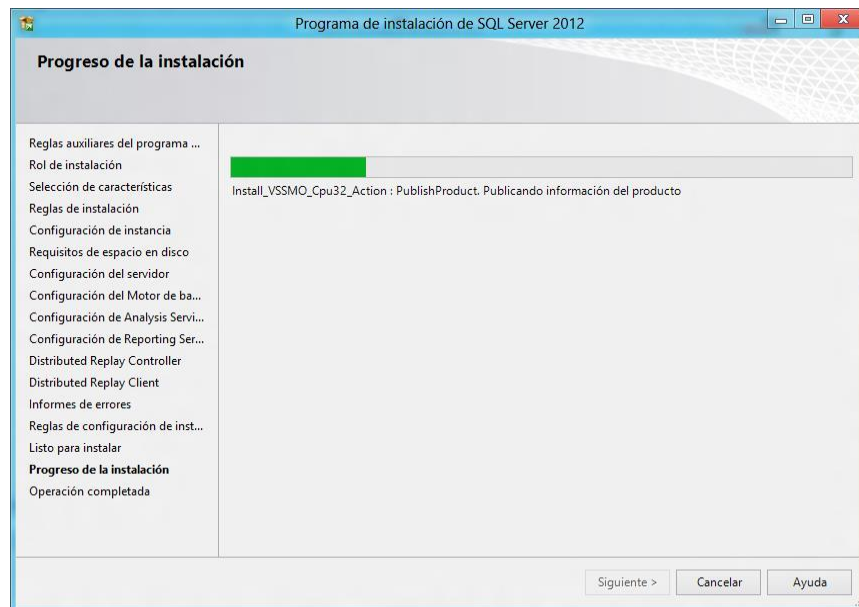 Programa de instalación de SQL Server 2012
Progreso de la instalación
Reglas auxiliares del programa ...
Rol de instalación
Selección de características
Reglas de instalación
Configuración de instancia
Requisitos de espacio en disco
Configuración del servidor
Configuración del Motor de ba...
Configuración de Analysis Servi...
Configuración de Reporting Ser...
Distributed Replay Controller
Distributed Replay Client
Informes de errores
Reglas de configuración de inst...
Listo para instalar
Progreso de la instalación
Operación completada
Install_VSSMO_Cpu32_Action : PublishProduct. Publicando información del producto
Siguiente >
Cancelar
Ayuda